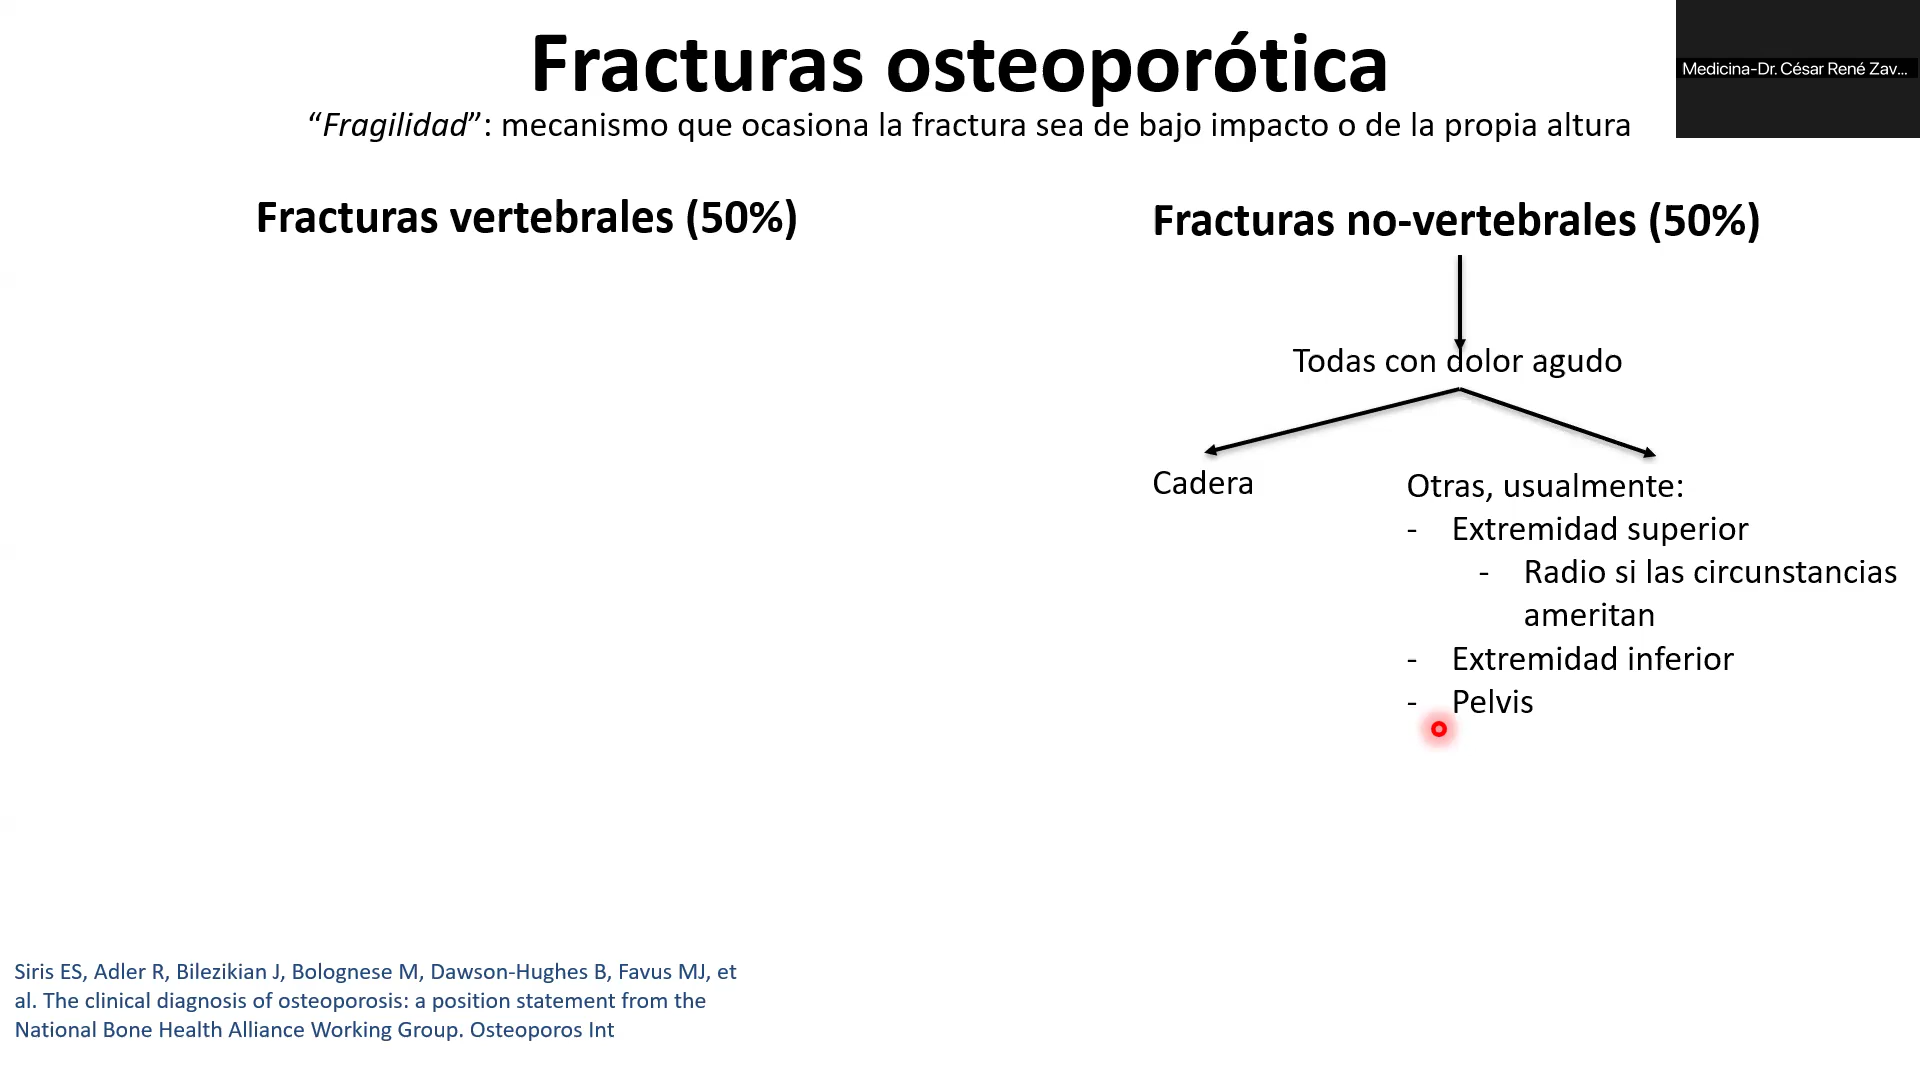 Fracturas osteoporótica
“Fragilidad”: mecanismo que ocasiona la fractura sea de bajo impacto o de la propia altura
Medicina-Dr. César René Zav...
Fracturas vertebrales (50%)
Fracturas no-vertebrales (50%)
Todas con dolor agudo
Cadera
Otras, usualmente:
- Extremidad superior
- Radio si las circunstancias
ameritan
- Extremidad inferior
- Pelvis
Siris ES, Adler R, Bilezikian J, Bolognese M, Dawson-Hughes B, Favus MJ, et
al. The clinical diagnosis of osteoporosis: a position statement from the
National Bone Health Alliance Working Group. Osteoporos Int